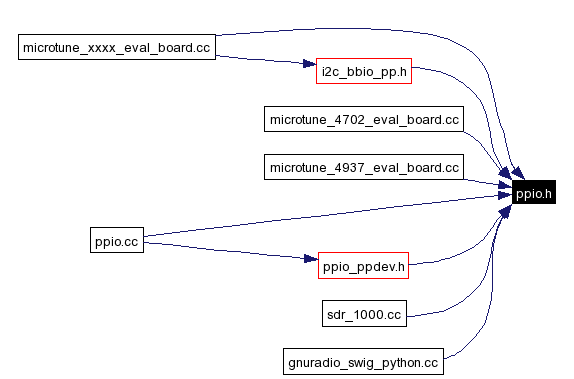 microtune_xxxx_eval_board.cc
i2c_bbio_pp.h
microtune_4702_eval_board.cc
microtune_4937_eval_board.cc
ppio.h
ppio.cc
ppio_ppdev.h
sdr_1000.cc
gnuradio_swig_python.cc